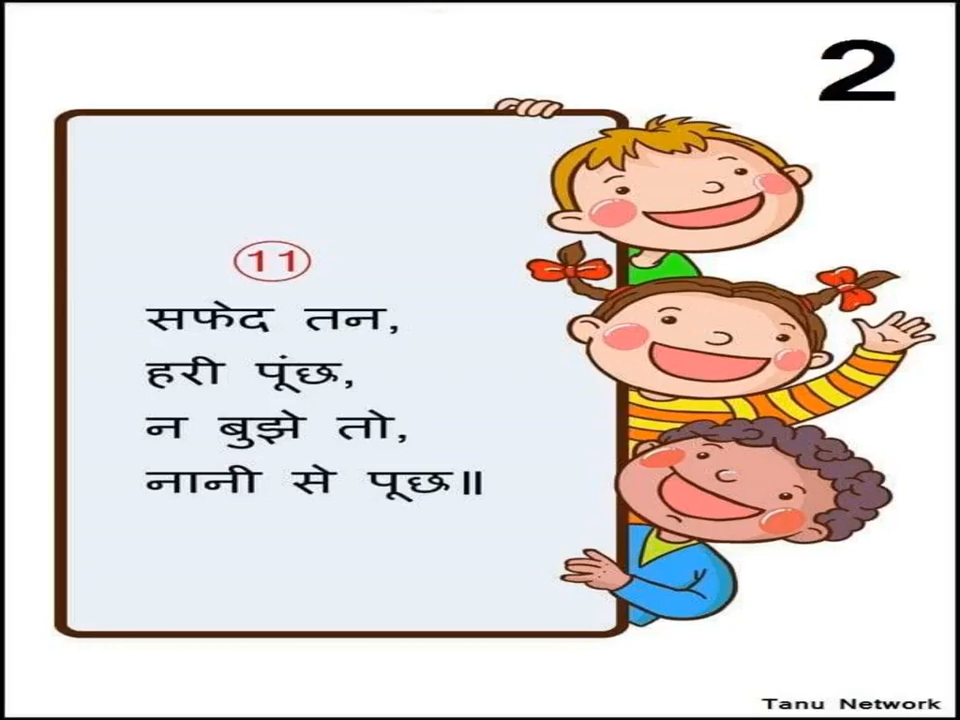 2
11
सफेद तन,
हरी पूंछ,
न बुझे तो,
नानी से पूछ॥
Tanu Network